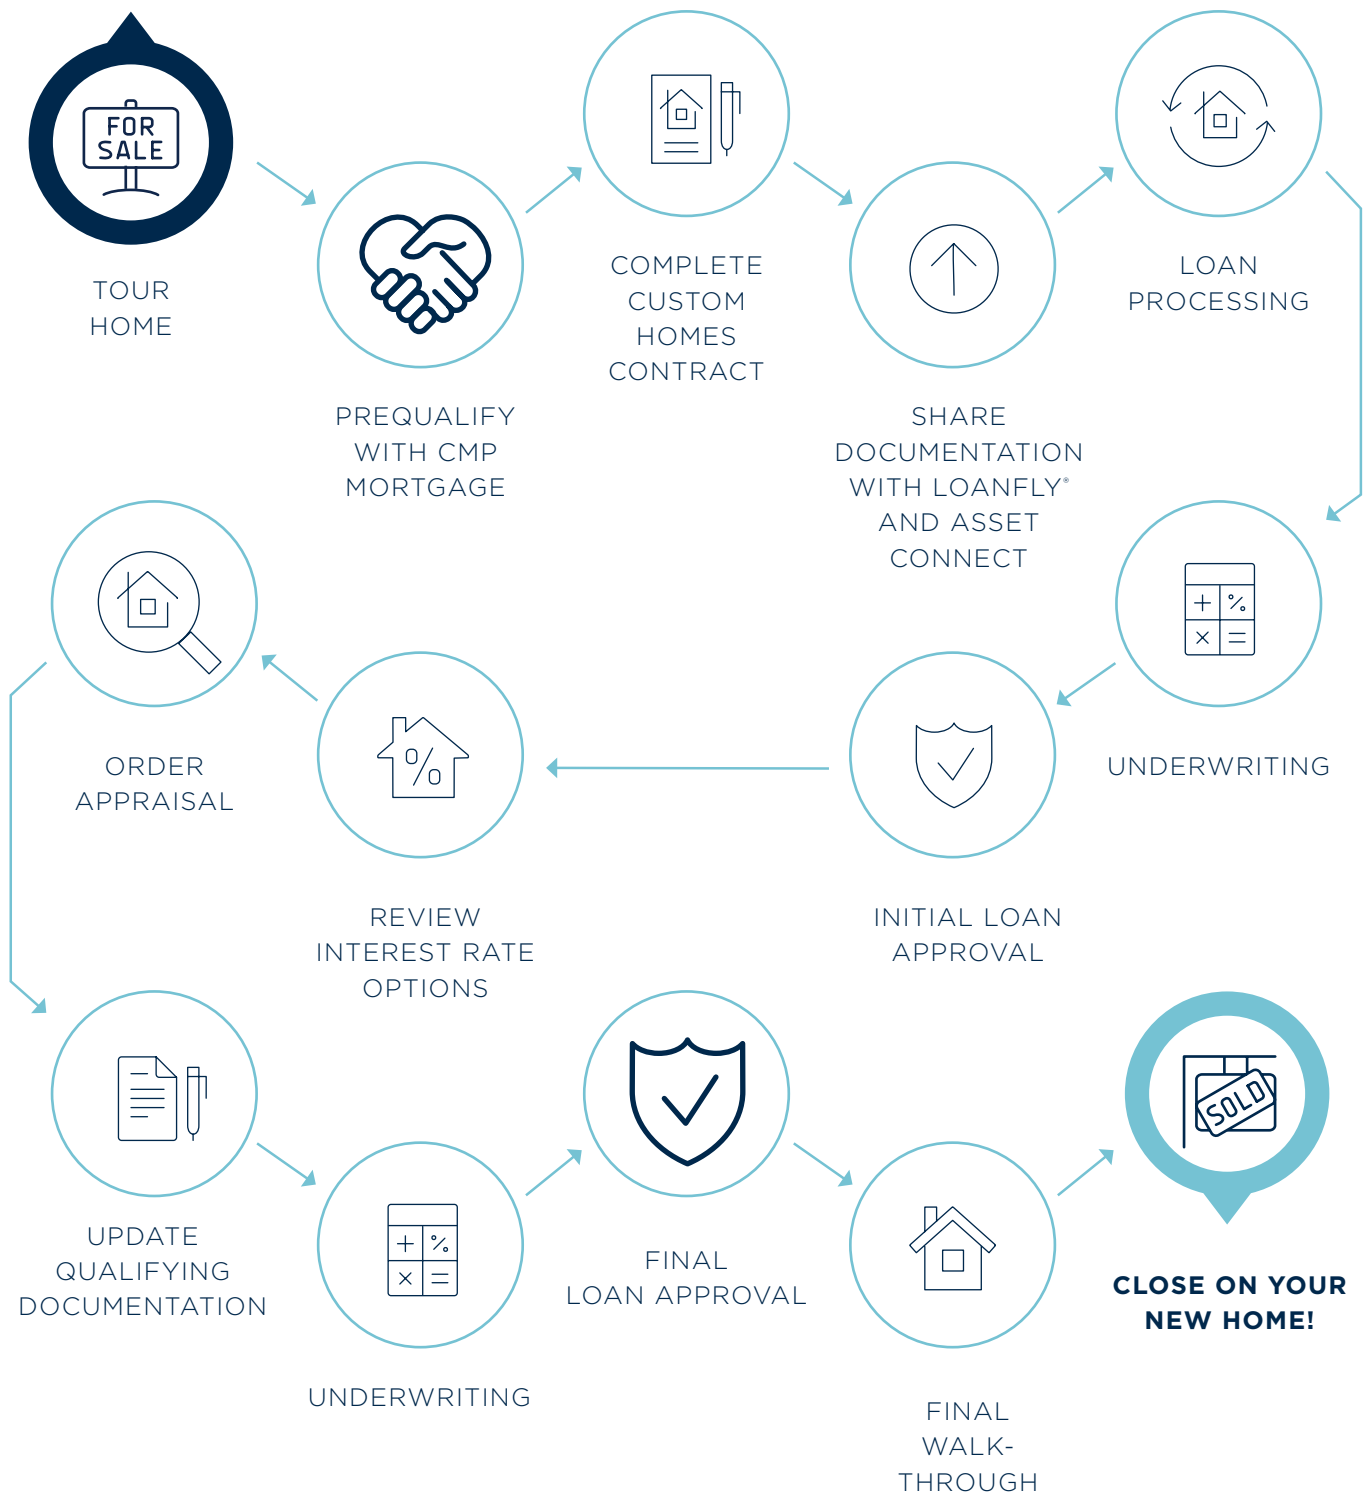 FOR
SALE
TOUR
HOME
PREQUALIFY
WITH CMP
MORTGAGE
COMPLETE
CUSTOM
HOMES
CONTRACT
SHARE
DOCUMENTATION
WITH LOANFLY®
AND ASSET
CONNECT
LOAN
PROCESSING
UNDERWRITING
INITIAL LOAN
APPROVAL
REVIEW
INTEREST RATE
OPTIONS
ORDER
APPRAISAL
UPDATE
QUALIFYING
DOCUMENTATION
UNDERWRITING
FINAL
LOAN APPROVAL
FINAL
WALK-
THROUGH
SOLD
CLOSE ON YOUR
NEW HOME!